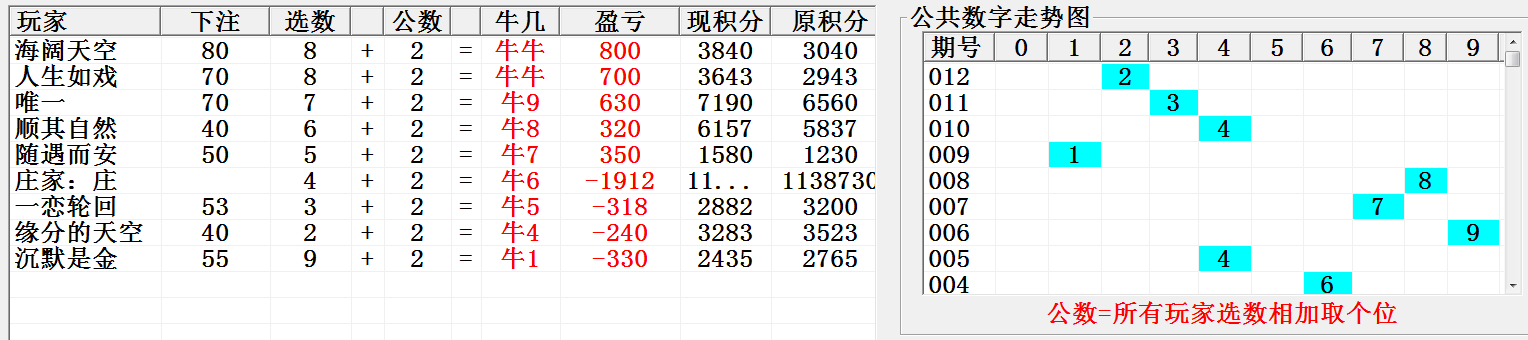 玩家 下注 选数 公数 牛几 盈亏 现积分 原积分
海阔天空 80 8 + 2 = 牛牛 800 3840 3040
人生如戏 70 8 + 2 = 牛牛 700 3643 2943
唯一 70 7 + 2 = 牛9 630 7190 6560
顺其自然 40 6 + 2 = 牛8 320 6157 5837
随遇而安 50 5 + 2 = 牛7 350 1580 1230
庄家：庄 4 + 2 = 牛6 -1912 11... 1138730
一恋轮回 53 3 + 2 = 牛5 -318 2882 3200
缘分的天空 40 2 + 2 = 牛4 -240 3283 3523
沉默是金 55 9 + 2 = 牛1 -330 2435 2765
公共数字走势图
期号 0 1 2 3 4 5 6 7 8 9
012 2
011 3
010 4
009 1
008 8
007 7
006 9
005 4
004 6
公数=所有玩家选数相加取个位